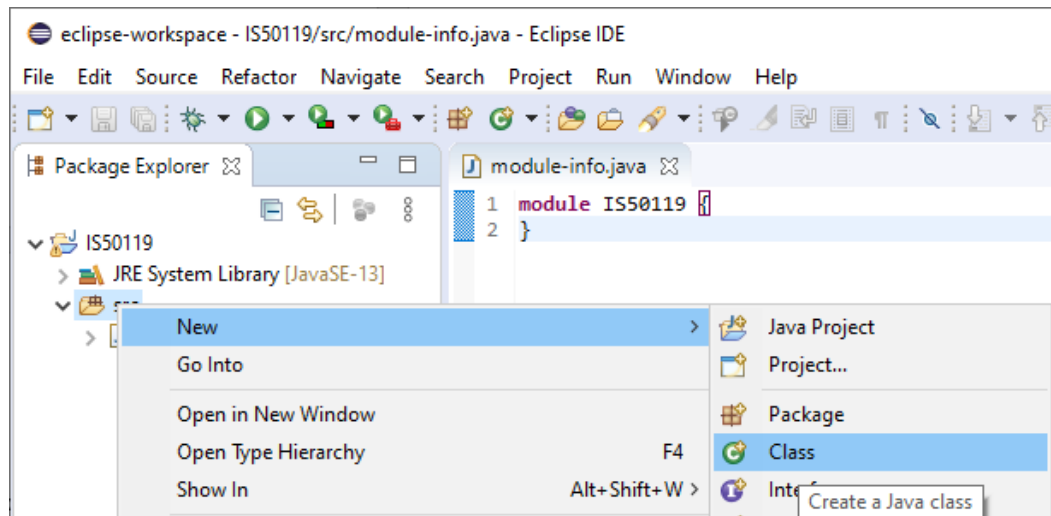 eclipse-workspace - IS50119/src/module-info.java - Eclipse IDE
File Edit Source Refactor Navigate Search Project Run Window Help
Package Explorer
module-info.java
1 module IS50119 {
2 }
IS50119
JRE System Library [JavaSE-13]
New
Go Into
Open in New Window
Open Type Hierarchy F4
Show In Alt+Shift+W >
Java Project
Project...
Package
Class
Create a Java class